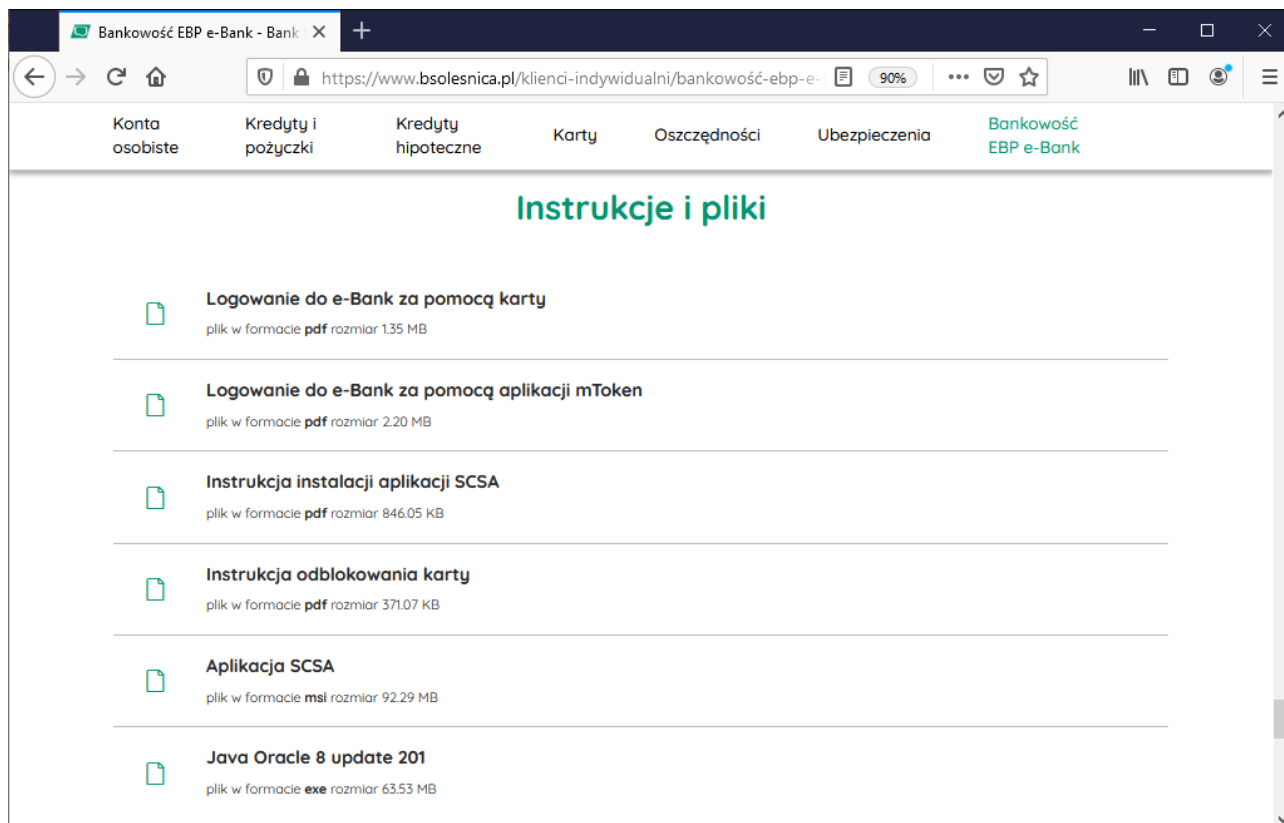 Bankowość EBP e-Bank - Bank
https://www.bsolesnica.pl/klienci-indywidualni/bankowość-ebp-e-
90%
Konta osobiste
Kredyty i pożyczki
Kredyty hipoteczne
Karty
Oszczędności
Ubezpieczenia
Bankowość EBP e-Bank
Instrukcje i pliki
Logowanie do e-Bank za pomocą karty
plik w formacie pdf rozmiar 1.35 MB
Logowanie do e-Bank za pomocą aplikacji mToken
plik w formacie pdf rozmiar 2.20 MB
Instrukcja instalacji aplikacji SCSA
plik w formacie pdf rozmiar 846.05 KB
Instrukcja odblokowania karty
plik w formacie pdf rozmiar 371.07 KB
Aplikacja SCSA
plik w formacie msi rozmiar 92.29 MB
Java Oracle 8 update 201
plik w formacie exe rozmiar 63.53 MB